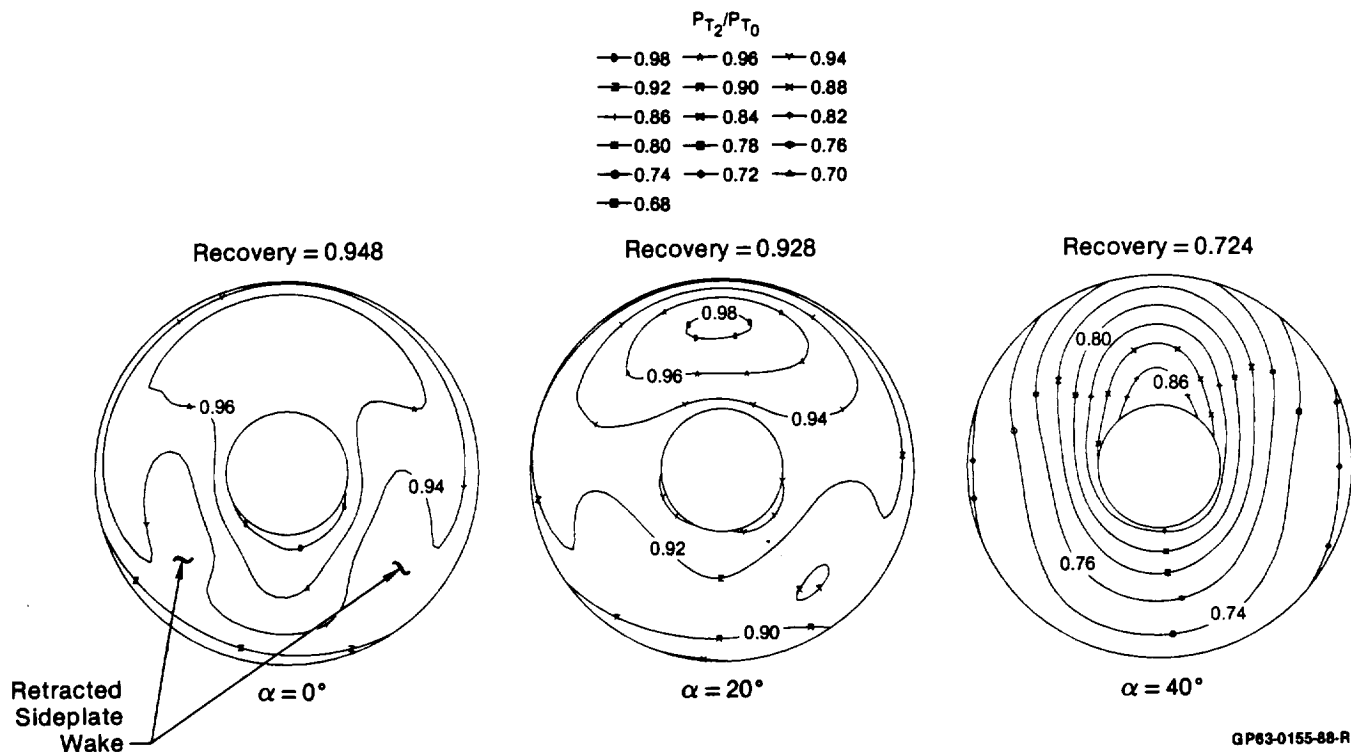 P_T2/P_T0
0.98 0.96 0.94
0.92 0.90 0.88
0.86 0.84 0.82
0.80 0.78 0.76
0.74 0.72 0.70
0.68
Recovery = 0.948
Recovery = 0.928
Recovery = 0.724
0.96
0.94
0.98
0.96
0.94
0.92
0.90
0.80
0.86
0.76
0.74
Retracted
Sideplate
Wake
α = 0°
α = 20°
α = 40°
GP63-0155-88-R